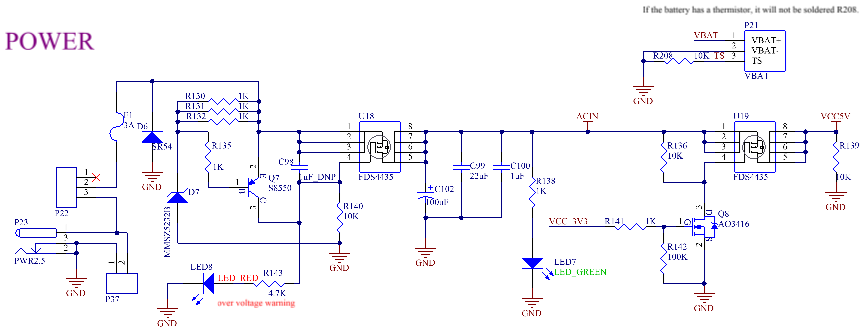 If the battery has a thermistor, it will not be soldered R208.
POWER
P21
VBAT 1 VBAT+
2 VBAT-
R208 10K TS 3 TS
VBAT
GND
R130 1K
R131 1K
R132 1K
F1
3A
D6
SR54
GND
R135
1K
U18
1 8
2 7
3 6
4 5
FDS4435
ACIN
U19
1 8
2 7
3 6
4 5
FDS4435
VCC5V
R136
10K
R139
10K
GND
C98
1uF_DNP
Q7
S8550
D7
MMSZ5232B
C99
22uF
C100
1uF
C102
100uF
R138
1K
P22
1
2
3
R140
10K
GND
GND
VCC_3V3 R141 1K
Q8
AO3416
R142
100K
P23
PWR2.5
3
2
1
GND
P37
1
2
LED8
LED_RED R143
4.7K
over voltage warning
GND
LED7
LED_GREEN
GND
GND